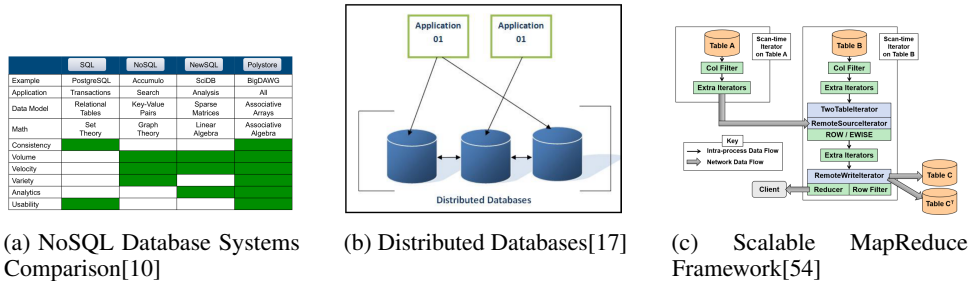 SQL NoSQL NewSQL Polystore
Example PostgreSQL Accumulo SciDB BigDAWG
Application Transactions Search Analysis All
Data Model Relational Tables Key-Value Pairs Sparse Matrices Associative Arrays
Math Set Theory Graph Theory Linear Algebra Associative Algebra
Consistency
Volume
Velocity
Variety
Analytics
Usability
(a) NoSQL Database Systems
Comparison[10]
Application
01
Application
01
Distributed Databases
(b) Distributed Databases[17]
Table A
Scan-time
Iterator
on Table A
Col Filter
Extra Iterators
Table B
Scan-time
Iterator
on Table B
Col Filter
Extra Iterators
TwoTableIterator
RemoteSourceIterator
ROW / EWISE
Key
Intra-process Data Flow
Network Data Flow
Extra Iterators
RemoteWriteIterator
Reducer Row Filter
Client
Table C
Table Cᵀ
(c) Scalable MapReduce
Framework[54]